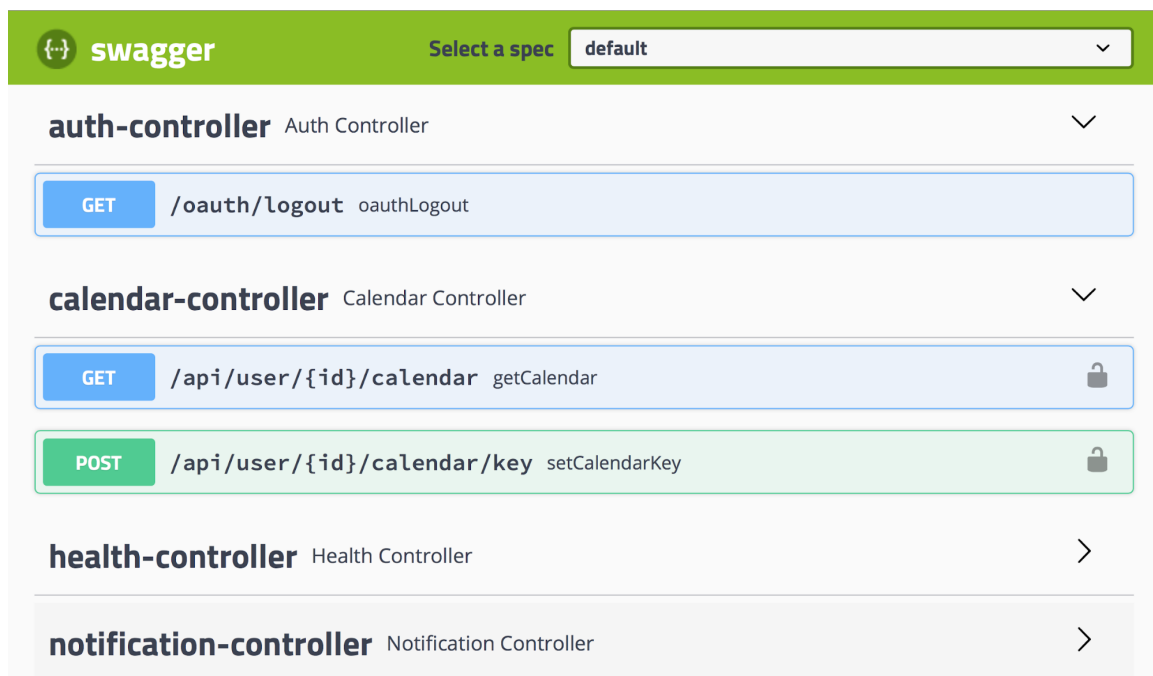 {···} swagger Select a spec default
auth-controller Auth Controller
GET /oauth/logout oauthLogout
calendar-controller Calendar Controller
GET /api/user/{id}/calendar getCalendar
POST /api/user/{id}/calendar/key setCalendarKey
health-controller Health Controller
notification-controller Notification Controller